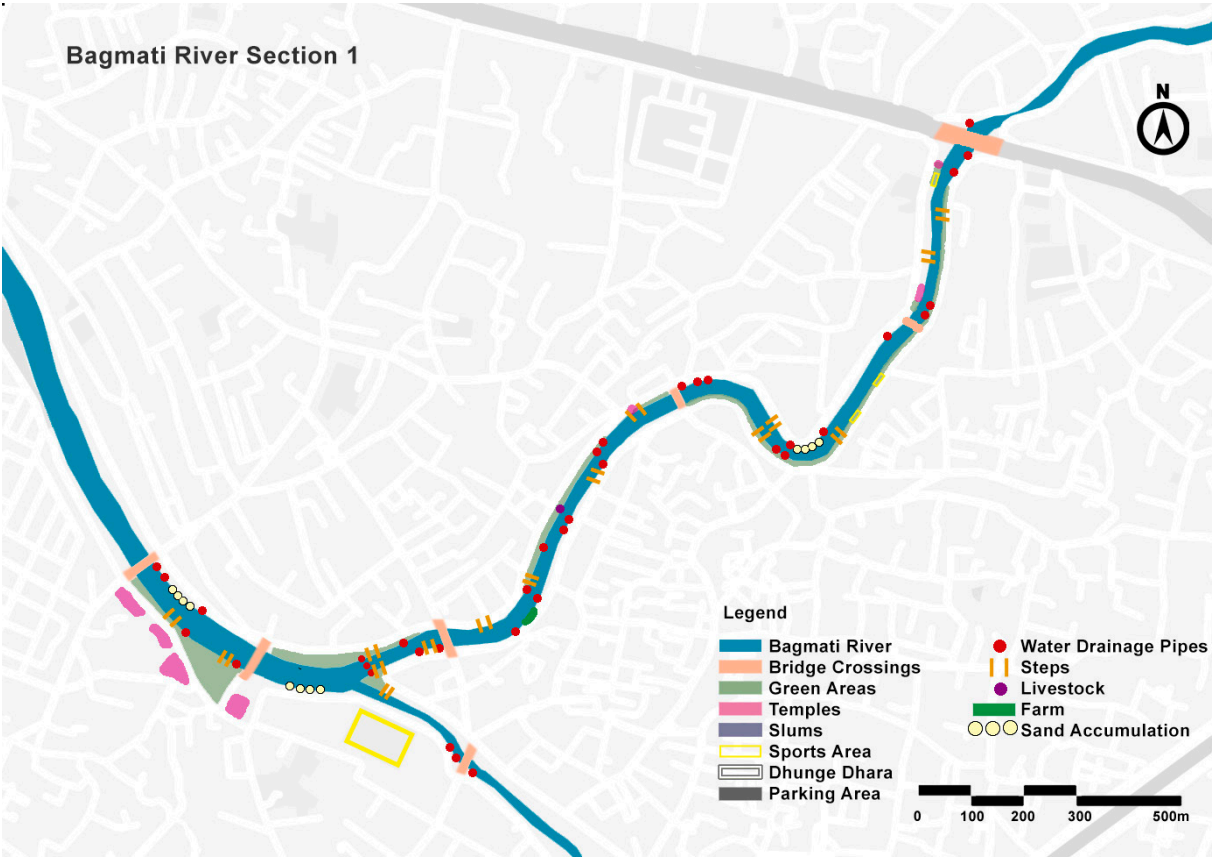 Bagmati River Section 1
N
Legend
Bagmati River
Bridge Crossings
Green Areas
Temples
Slums
Sports Area
Dhunge Dhara
Parking Area
Water Drainage Pipes
Steps
Livestock
Farm
Sand Accumulation
0 100 200 300 500m